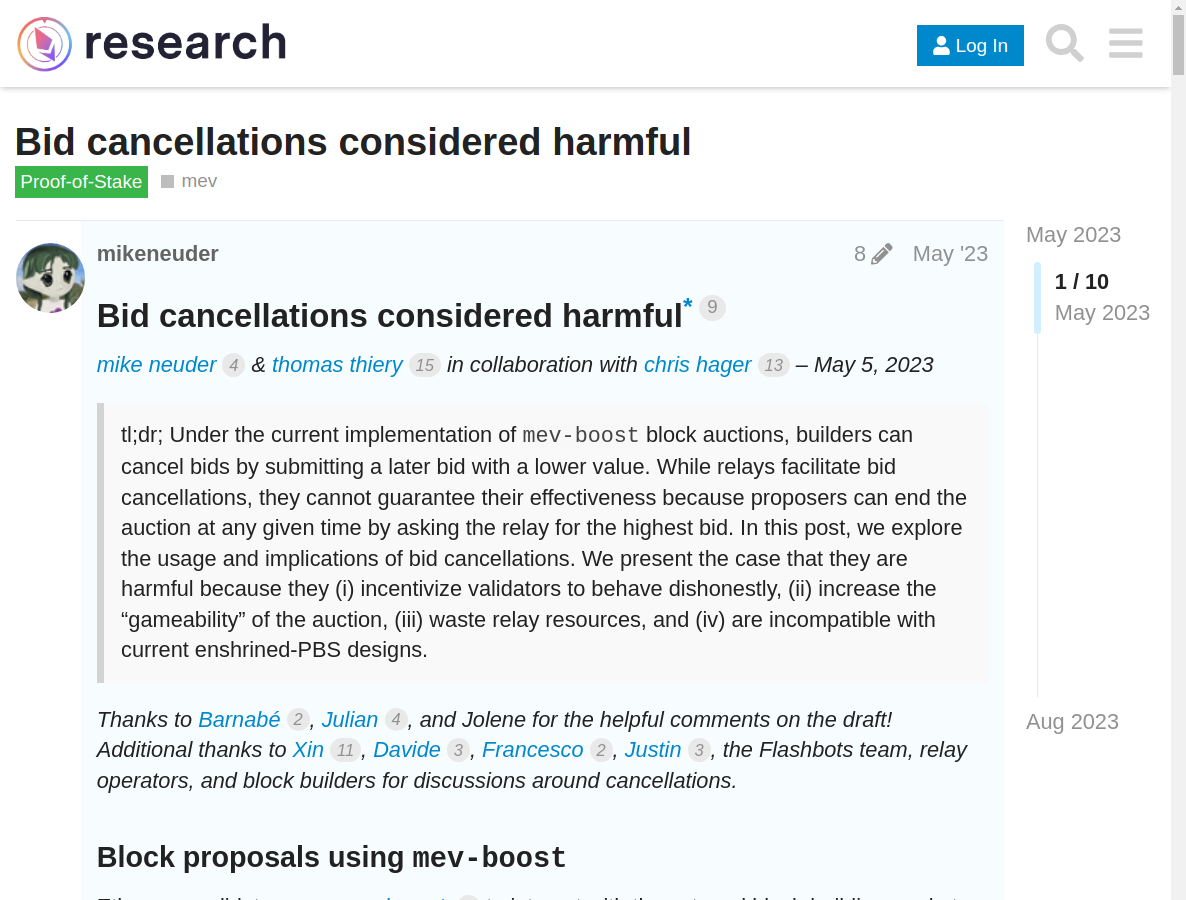 research
Log In
Bid cancellations considered harmful
Proof-of-Stake mev
mikeneuder 8 May '23
Bid cancellations considered harmful* 9
mike neuder 4 & thomas thiery 15 in collaboration with chris hager 13 – May 5, 2023
tl;dr; Under the current implementation of mev-boost block auctions, builders can
cancel bids by submitting a later bid with a lower value. While relays facilitate bid
cancellations, they cannot guarantee their effectiveness because proposers can end the
auction at any given time by asking the relay for the highest bid. In this post, we explore
the usage and implications of bid cancellations. We present the case that they are
harmful because they (i) incentivize validators to behave dishonestly, (ii) increase the
“gameability” of the auction, (iii) waste relay resources, and (iv) are incompatible with
current enshrined-PBS designs.
Thanks to Barnabé 2, Julian 4, and Jolene for the helpful comments on the draft!
Additional thanks to Xin 11, Davide 3, Francesco 2, Justin 3, the Flashbots team, relay
operators, and block builders for discussions around cancellations.
Block proposals using mev-boost
May 2023
1 / 10
May 2023
Aug 2023